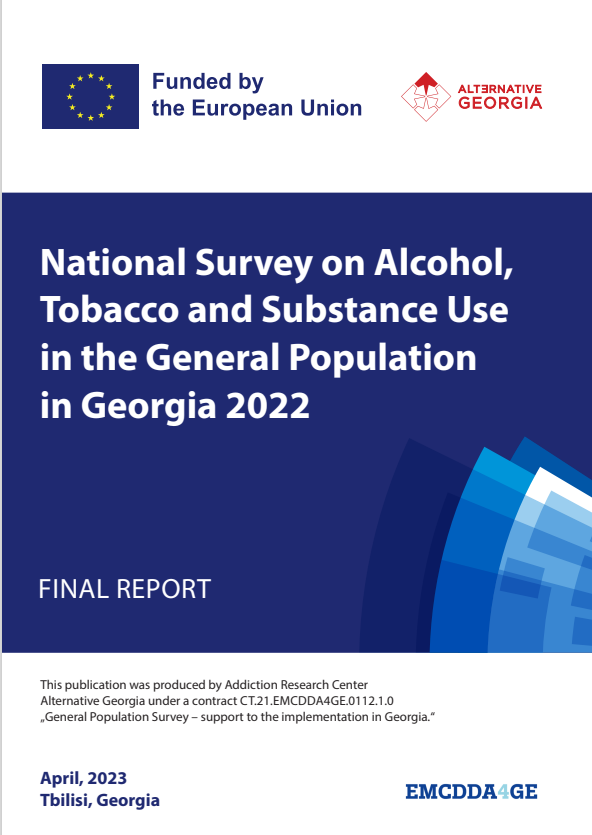 Funded by
the European Union
ALTERNATIVE
GEORGIA
National Survey on Alcohol,
Tobacco and Substance Use
in the General Population
in Georgia 2022
FINAL REPORT
This publication was produced by Addiction Research Center
Alternative Georgia under a contract CT.21.EMCDDA4GE.0112.1.0
„General Population Survey – support to the implementation in Georgia.“
April, 2023
Tbilisi, Georgia
EMCDDA4GE